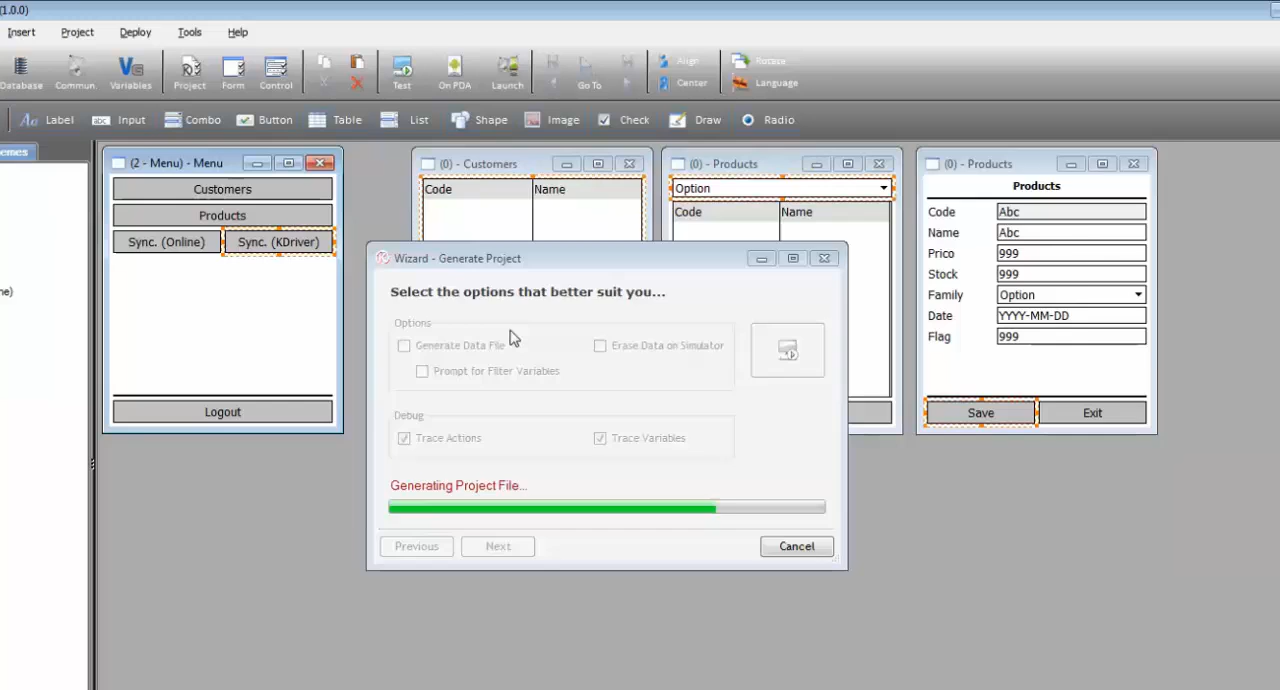 (1.0.0)
Insert Project Deploy Tools Help
Database Commun. Variables Project Form Control Test On PDA Launch Go To Align Center Rotate Language
Label Input Combo Button Table List Shape Image Check Draw Radio
emes
ne)
(2 - Menu) - Menu
Customers
Products
Sync. (Online) Sync. (KDriver)
Logout
(0) - Customers
Code Name
(0) - Products
Option
Code Name
(0) - Products
Products
Code Abc
Name Abc
Price 999
Stock 999
Family Option
Date YYYY-MM-DD
Flag 999
Save Exit
Wizard - Generate Project
Select the options that better suit you...
Options
Generate Data File Erase Data on Simulator
Prompt for Filter Variables
Debug
Trace Actions Trace Variables
Generating Project File...
Previous Next Cancel